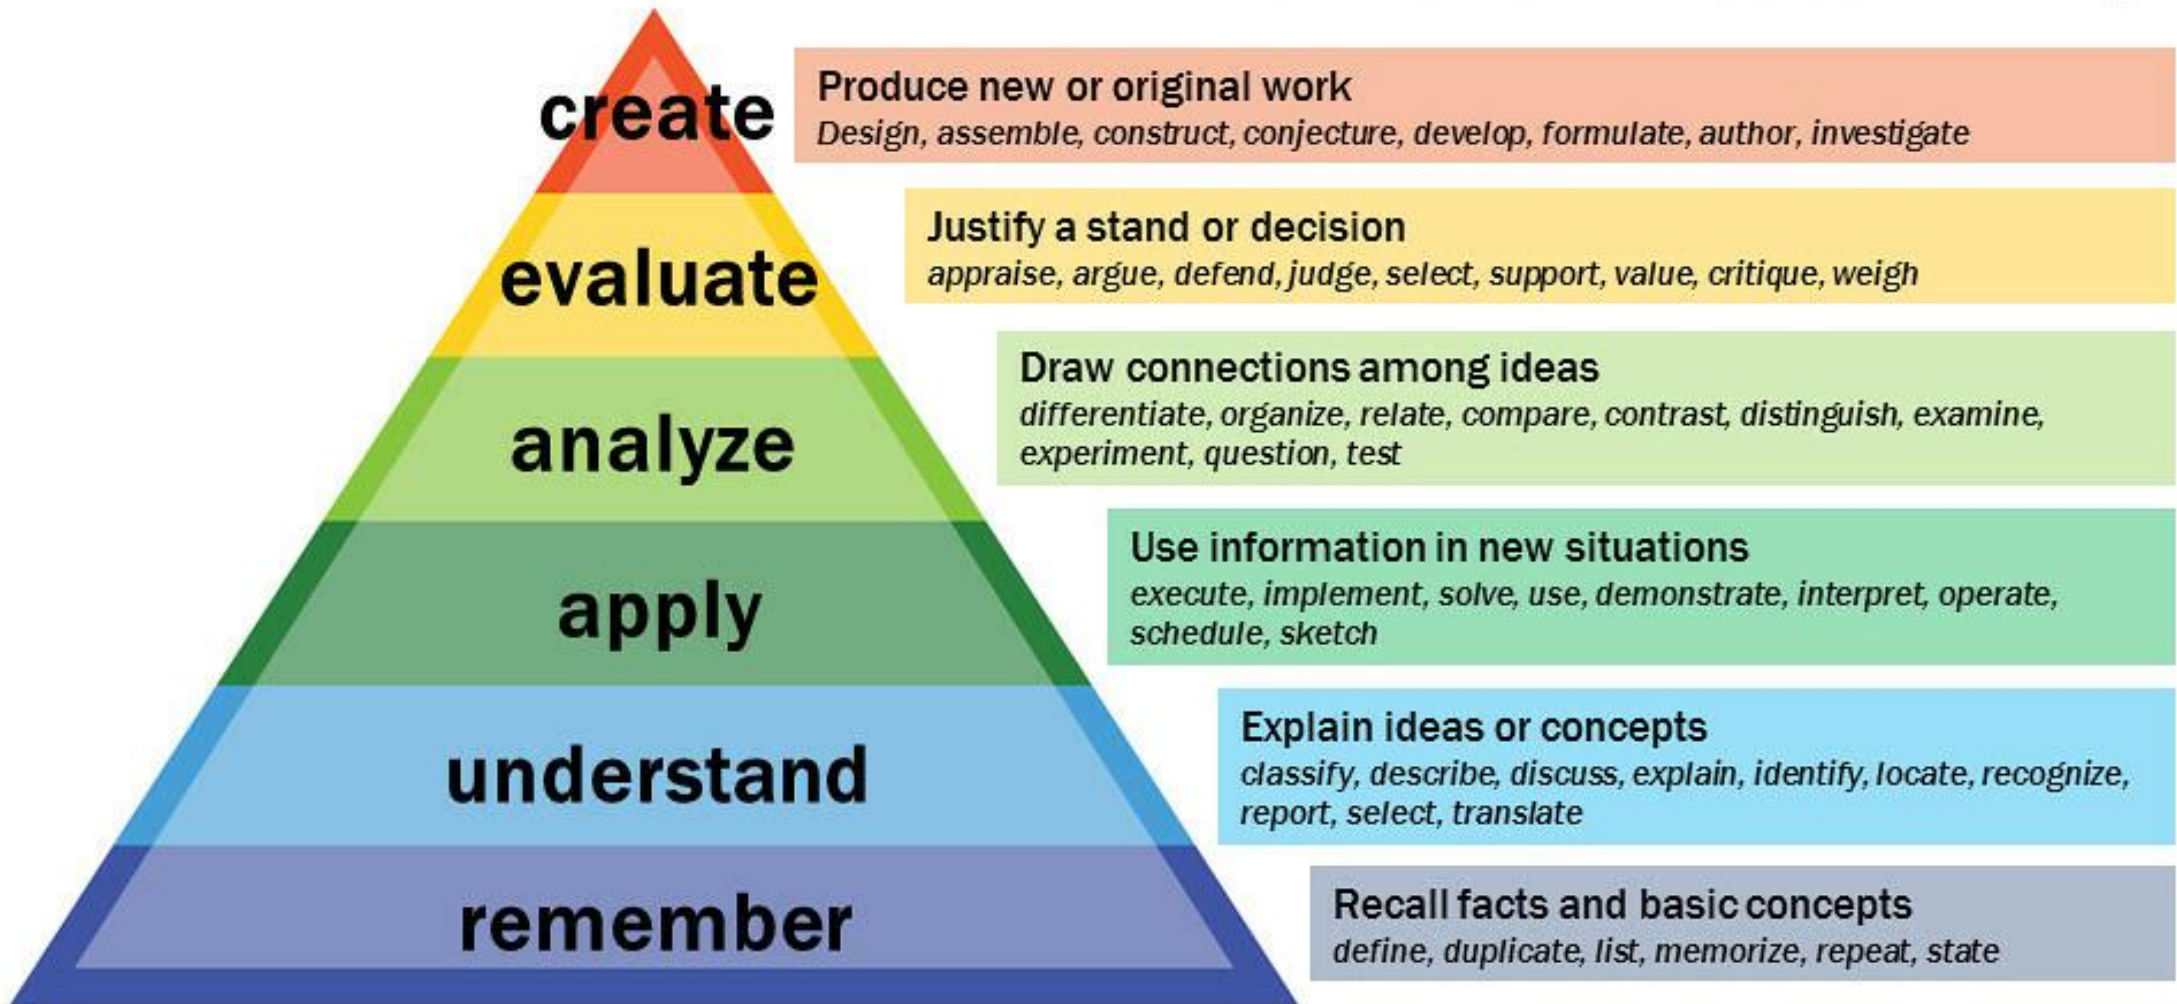 create
Produce new or original work
Design, assemble, construct, conjecture, develop, formulate, author, investigate
evaluate
Justify a stand or decision
appraise, argue, defend, judge, select, support, value, critique, weigh
analyze
Draw connections among ideas
differentiate, organize, relate, compare, contrast, distinguish, examine,
experiment, question, test
apply
Use information in new situations
execute, implement, solve, use, demonstrate, interpret, operate,
schedule, sketch
understand
Explain ideas or concepts
classify, describe, discuss, explain, identify, locate, recognize,
report, select, translate
remember
Recall facts and basic concepts
define, duplicate, list, memorize, repeat, state